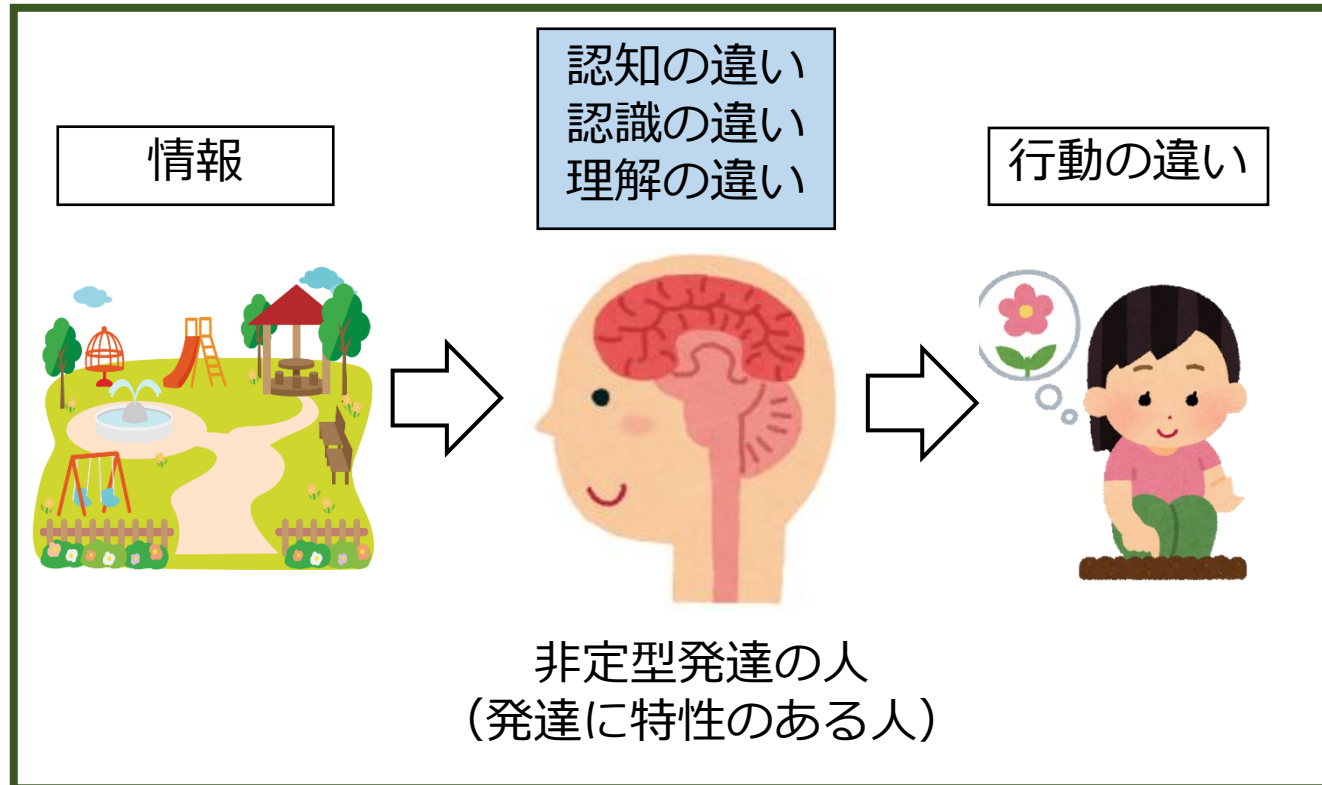 情報
認知の違い
認識の違い
理解の違い
行動の違い
非定型発達の人
（発達に特性のある人）